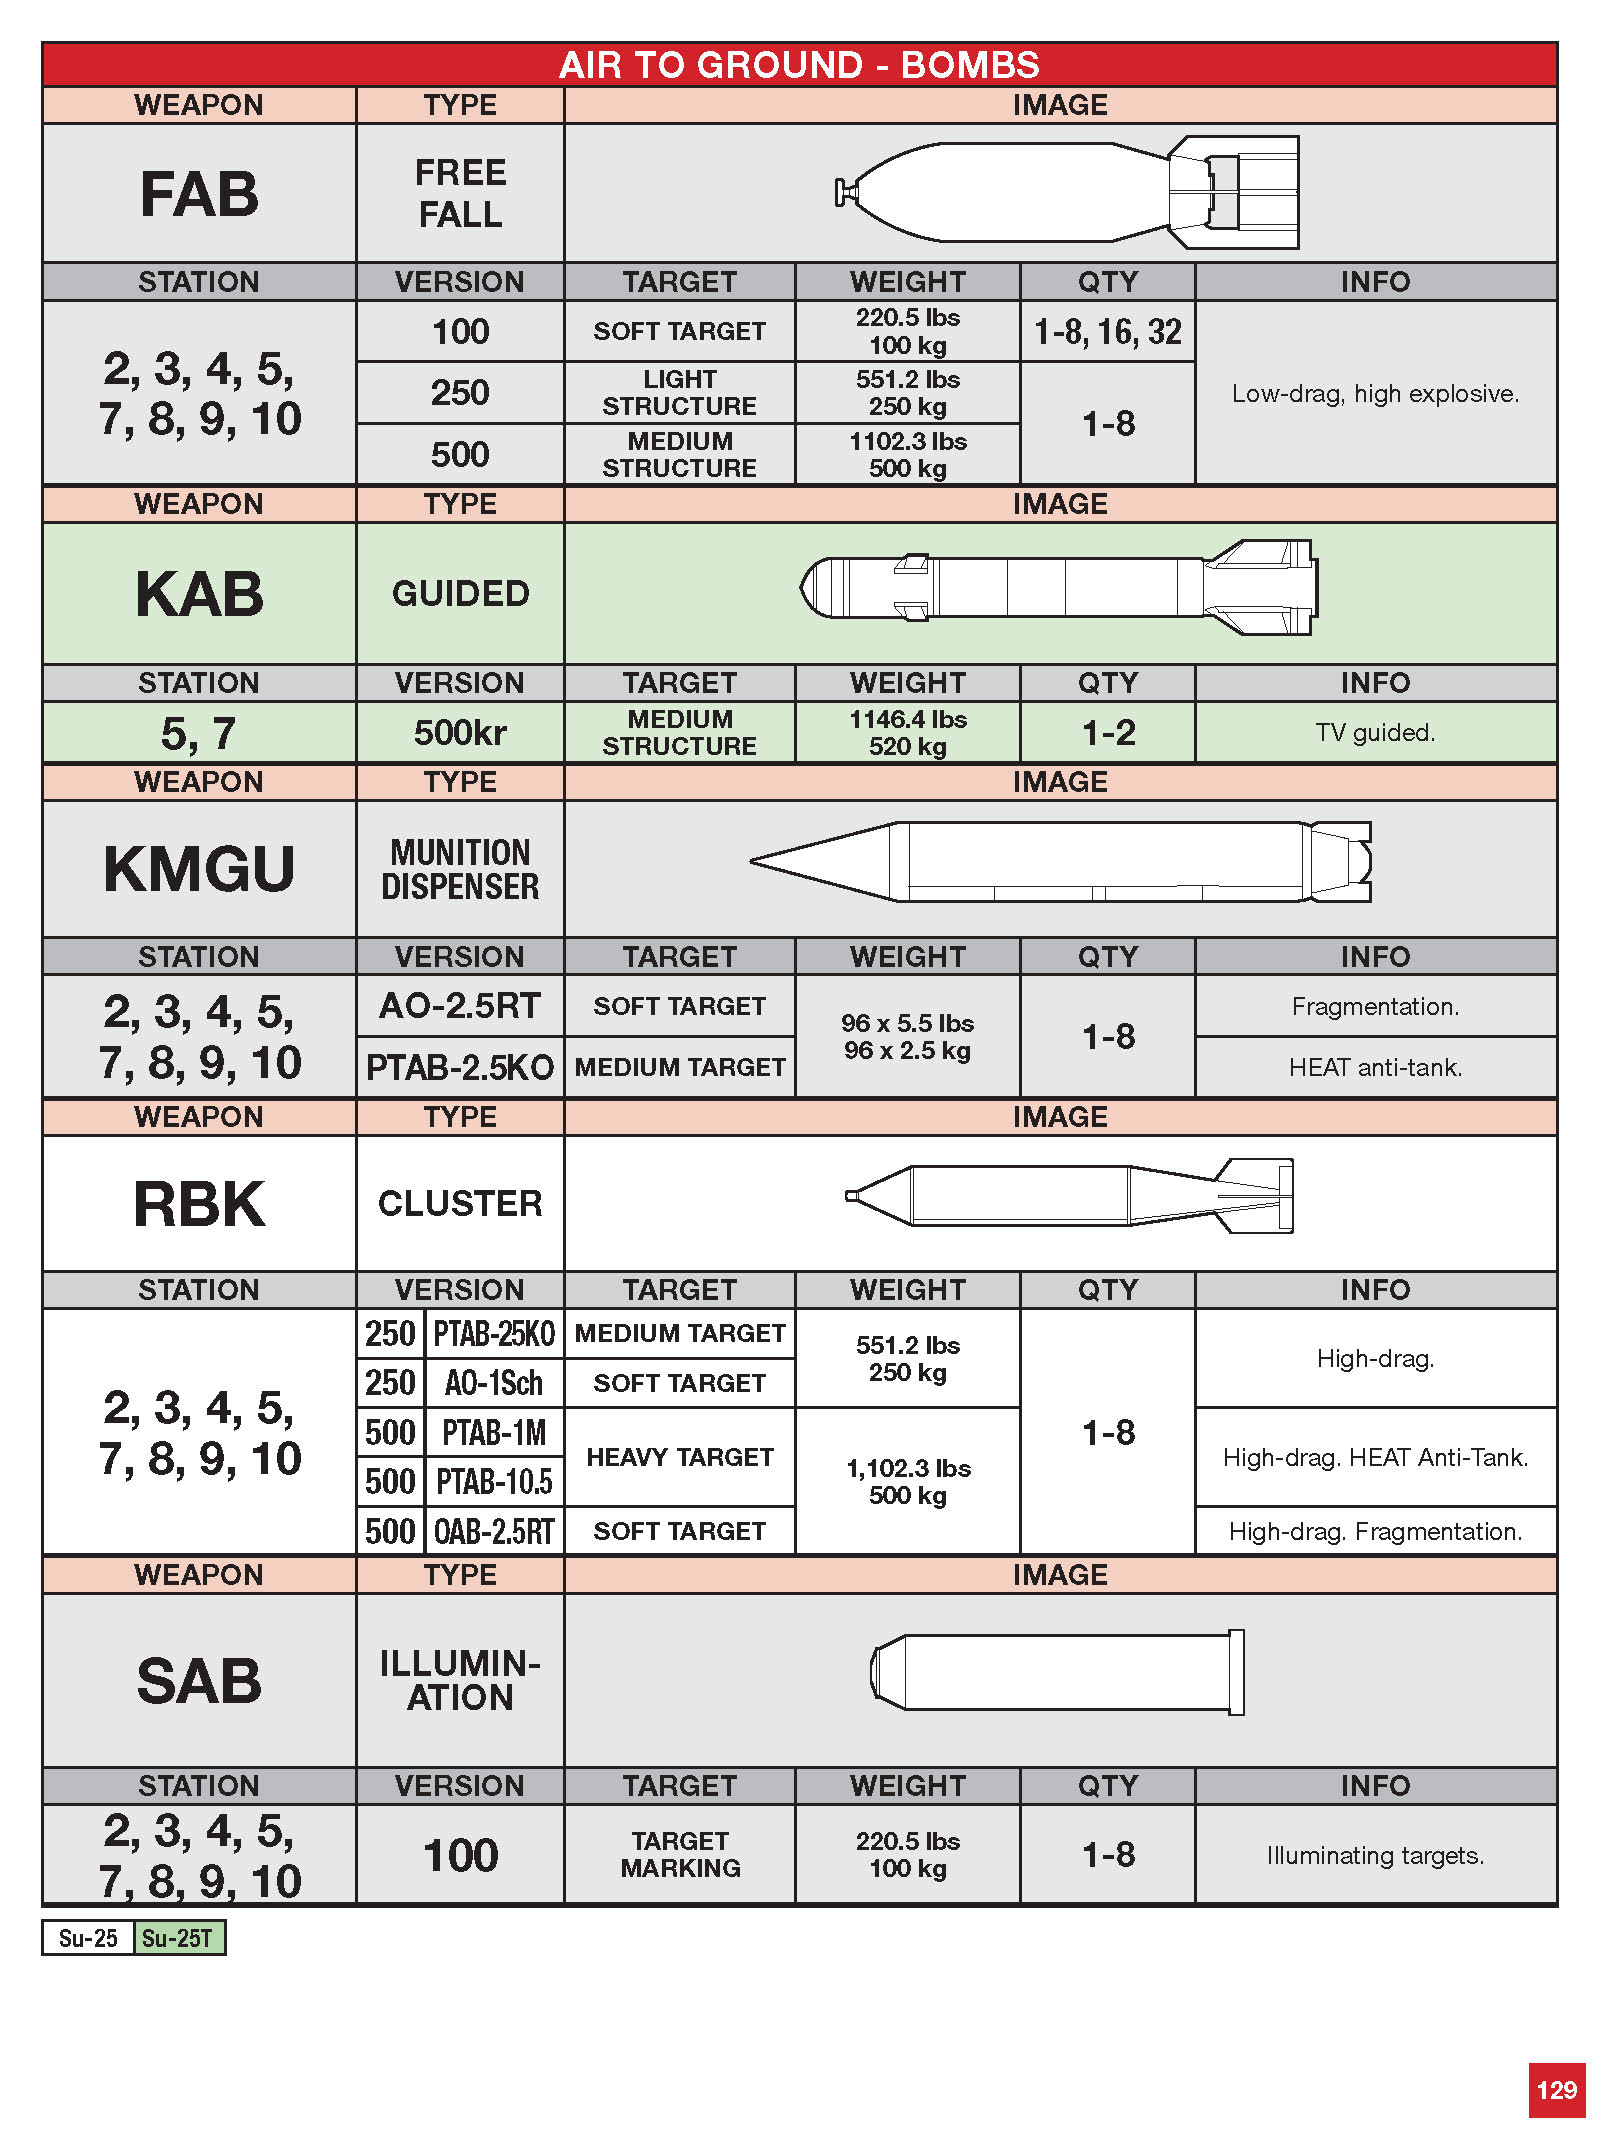 AIR TO GROUND - BOMBS
WEAPON TYPE IMAGE
FAB FREE
FALL
STATION VERSION TARGET WEIGHT QTY INFO
2, 3, 4, 5,
7, 8, 9, 10
100 SOFT TARGET 220.5 lbs
100 kg
1-8, 16, 32
250 LIGHT
STRUCTURE
551.2 lbs
250 kg
500 MEDIUM
STRUCTURE
1102.3 lbs
500 kg
1-8
Low-drag, high explosive.
WEAPON TYPE IMAGE
KAB GUIDED
STATION VERSION TARGET WEIGHT QTY INFO
5, 7 500kr MEDIUM
STRUCTURE
1146.4 lbs
520 kg
1-2 TV guided.
WEAPON TYPE IMAGE
KMGU MUNITION
DISPENSER
STATION VERSION TARGET WEIGHT QTY INFO
2, 3, 4, 5,
7, 8, 9, 10
AO-2.5RT SOFT TARGET
PTAB-2.5KO MEDIUM TARGET
96 x 5.5 lbs
96 x 2.5 kg
1-8
Fragmentation.
HEAT anti-tank.
WEAPON TYPE IMAGE
RBK CLUSTER
STATION VERSION TARGET WEIGHT QTY INFO
2, 3, 4, 5,
7, 8, 9, 10
250 PTAB-25KO MEDIUM TARGET
250 AO-1Sch SOFT TARGET
551.2 lbs
250 kg
500 PTAB-1M
500 PTAB-10.5
HEAVY TARGET
500 OAB-2.5RT SOFT TARGET
1,102.3 lbs
500 kg
1-8
High-drag.
High-drag. HEAT Anti-Tank.
High-drag. Fragmentation.
WEAPON TYPE IMAGE
SAB ILLUMIN-
ATION
STATION VERSION TARGET WEIGHT QTY INFO
2, 3, 4, 5,
7, 8, 9, 10
100 TARGET
MARKING
220.5 lbs
100 kg
1-8 Illuminating targets.
Su-25 Su-25T
129